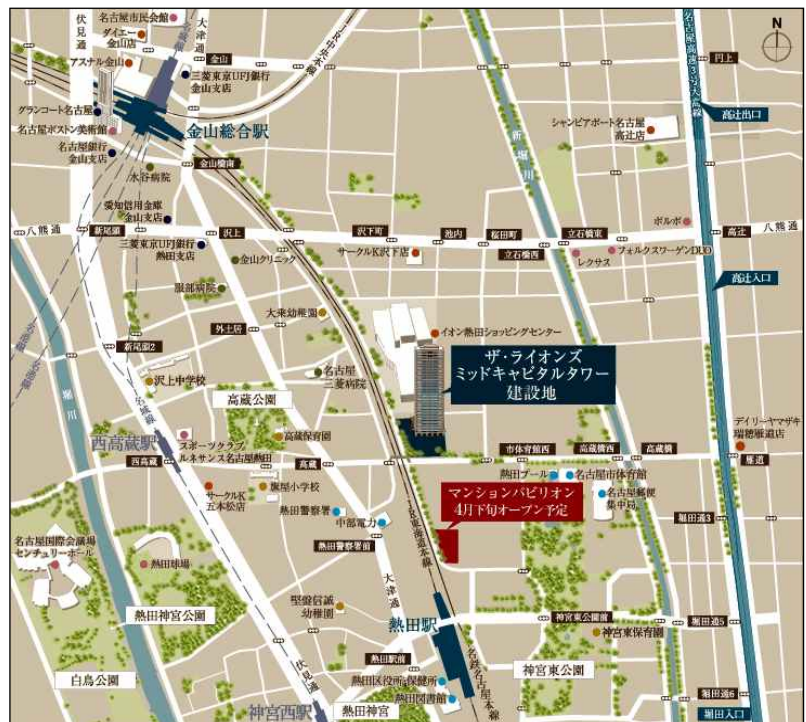 名古屋市民会館
ダイエー
金山店
アスナル金山
伏見通
大津通
名城線
JR中央本線
金山
三菱東京UFJ銀行
金山支店
グランコート名古屋
名古屋ボストン美術館
名古屋銀行
金山支店
金山総合駅
水谷病院
金山橋南
愛知信用金庫
金山支店
八熊通
新尾頭
沢上
三菱東京UFJ銀行
熱田支店
金山クリニック
服部病院
沢下町
池内
桜田町
サークルK沢下店
立石橋東
立石橋西
レクサス
フォルクスワーゲンDUO
ボルボ
高辻
八熊通
名古屋高速3号大高線
円上
N
高辻出口
シャンピアポート名古屋
高辻店
新堀川
高辻入口
大乗幼稚園
外土居
新尾頭2
沢上中学校
名古屋
三菱病院
イオン熱田ショッピングセンター
ザ・ライオンズ
ミッドキャピタルタワー
建設地
高蔵公園
高蔵保育園
堀川
名城線
西高蔵駅
スポーツクラブ
ルネサンス名古屋熱田
西高蔵
高蔵
市体育館西
高蔵橋西
高蔵橋
デイリーヤマザキ
瑞穂雁道店
雁道
サークルK
五本松店
旗屋小学校
熱田警察署
中部電力
熱田警察署前
熱田プール
名古屋市体育館
名古屋郵便
集中局
マンションパビリオン
4月下旬オープン予定
JR東海道本線
堀田通3
名古屋国際会議場
センチュリーホール
熱田球場
熱田神宮公園
白鳥公園
堅磐信誠
幼稚園
大津通
熱田駅
熱田駅前
神宮東公園前
堀田通5
神宮東保育園
神宮東公園
熱田区役所・保健所
熱田図書館
名鉄名古屋本線
伏見通
神宮西駅
熱田神宮
堀田通6
堀田入口